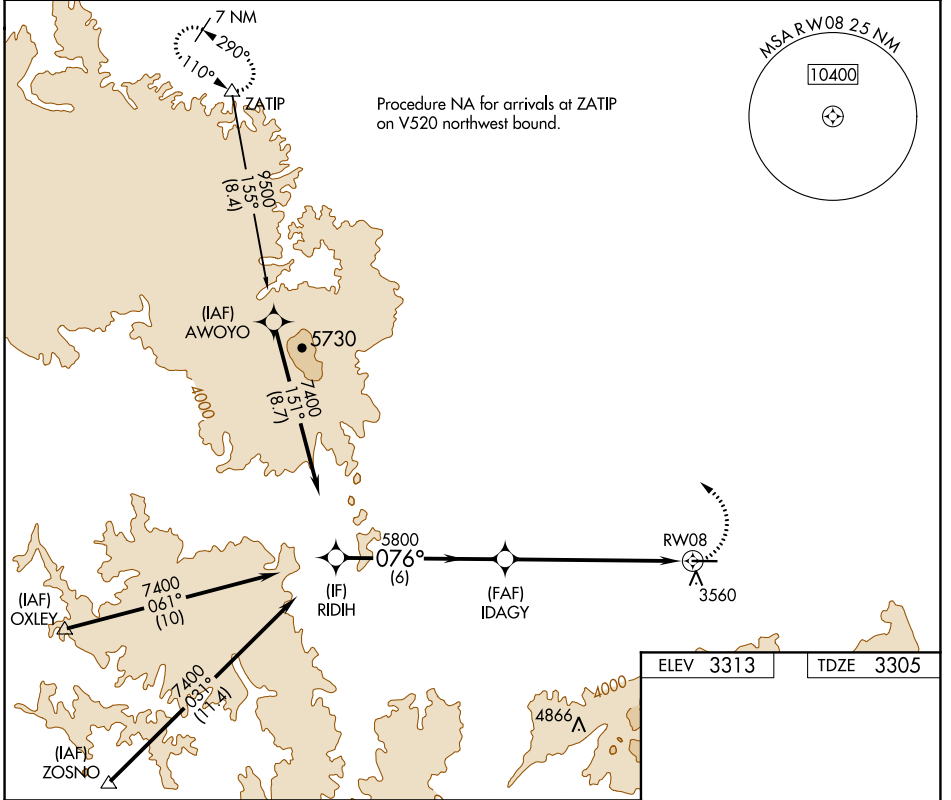 7 NM
290°
110°
ZATIP
Procedure NA for arrivals at ZATIP
on V520 northwest bound.
MSA RW08 25 NM
10400
9500
155°
(8.4)
(IAF)
AWOYO
5730
7400
151°
(8.7)
4000
5800
076°
(6)
RW08
3560
(IF)
RIDIH
(FAF)
IDAGY
(IAF)
OXLEY
7400
061°
(10)
7400
031°
(11.4)
(IAF)
ZOSNO
4866
4000
ELEV 3313
TDZE 3305